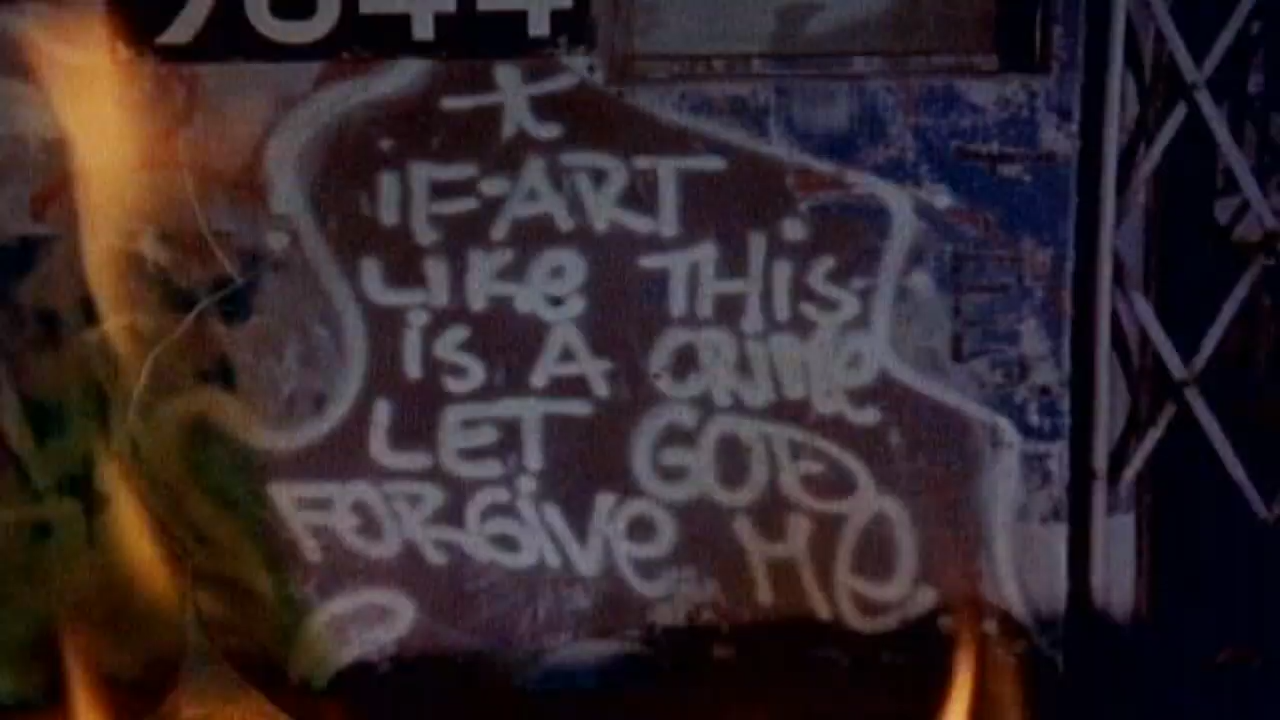 IF ART
LIKE THIS
IS A CRIME
LET GOD
FORGIVE ME